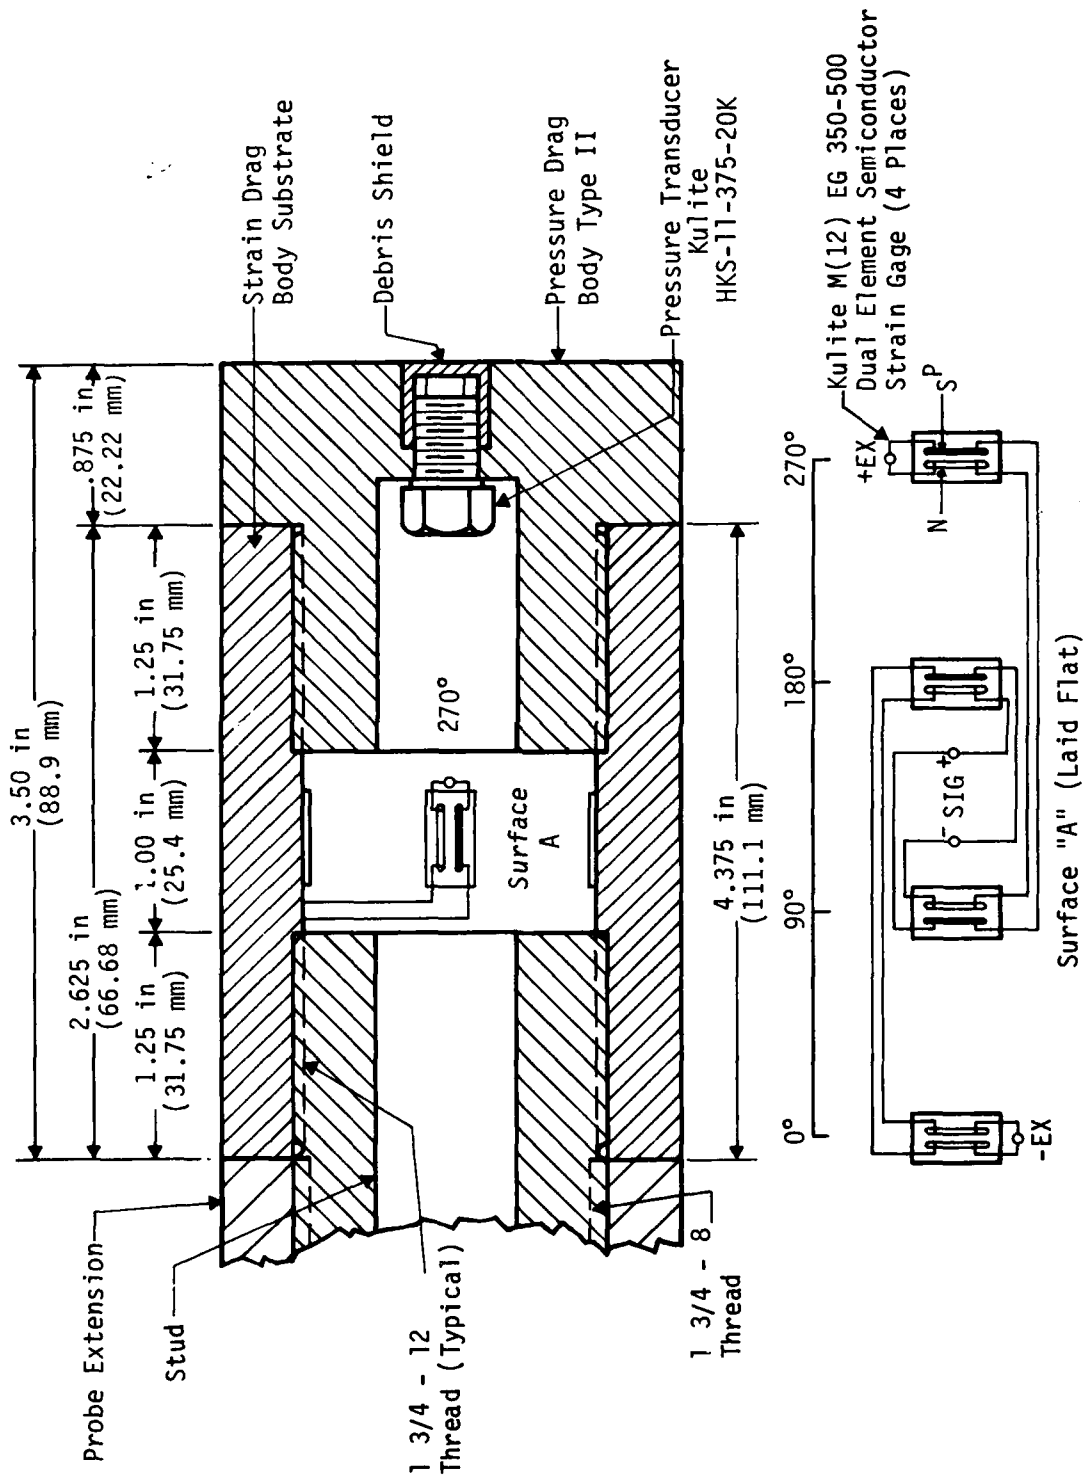 3.50 in
(88.9 mm)
2.625 in
(66.68 mm)
.875 in
(22.22 mm)
1.25 in
(31.75 mm)
1.00 in
(25.4 mm)
1.25 in
(31.75 mm)
Probe Extension
Stud
1 3/4 - 12
Thread (Typical)
1 3/4 - 8
Thread
Strain Drag
Body Substrate
Debris Shield
Pressure Drag
Body Type II
Pressure Transducer
Kulite
HKS-11-375-20K
270°
Surface
A
4.375 in
(111.1 mm)
0°
90°
180°
270°
-EX
- SIG +
+EX
N
SP
Kulite M(12) EG 350-500
Dual Element Semiconductor
Strain Gage (4 Places)
Surface "A" (Laid Flat)